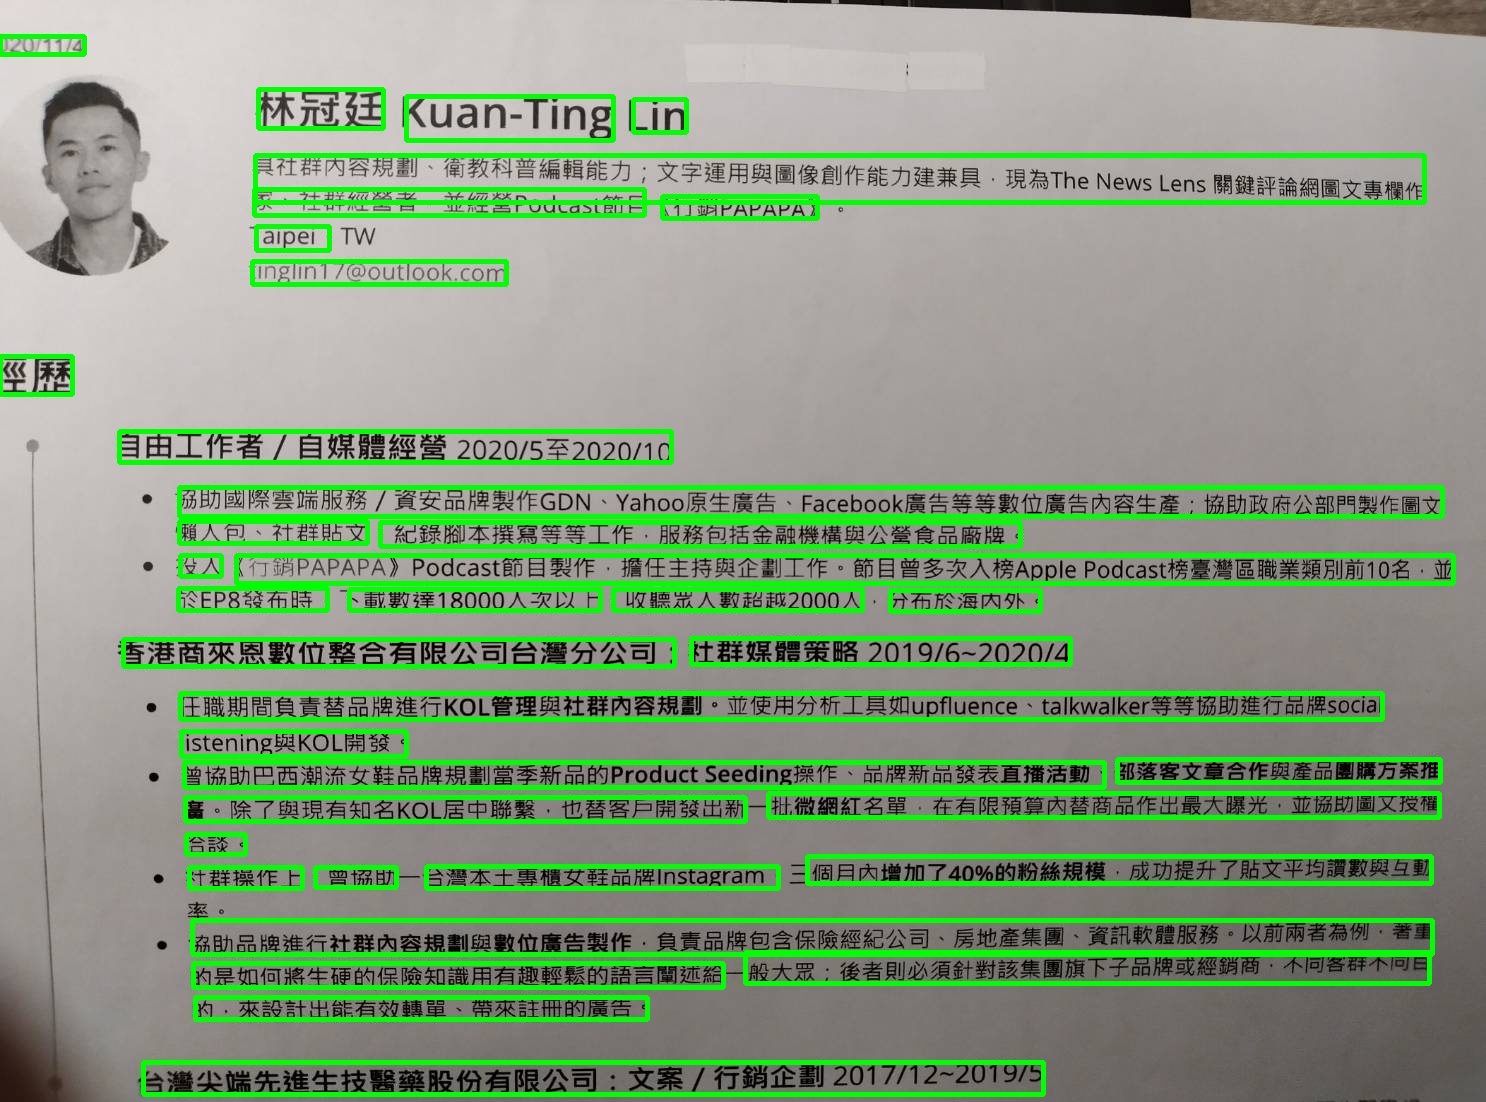 2020/11/4
林冠廷 Kuan-Ting Lin
具社群內容規劃、衛教科普編輯能力；文字運用與圖像創作能力建兼具，現為The News Lens 關鍵評論網圖文專欄作
家、社群經營者，並經營Podcast節目《行銷PAPAPA》。
Taipei, TW
tinglin17@outlook.com
經歷
自由工作者 / 自媒體經營 2020/5至2020/10
協助國際雲端服務 / 資安品牌製作GDN、Yahoo原生廣告、Facebook廣告等等數位廣告內容生產；協助政府公部門製作圖文
懶人包、社群貼文、紀錄腳本撰寫等等工作，服務包括金融機構與公營食品廠牌。
投入《行銷PAPAPA》Podcast節目製作，擔任主持與企劃工作。節目曾多次入榜Apple Podcast榜臺灣區職業類別前10名，並
於EP8發布時，下載數達18000人次以上，收聽眾人數超越2000人，分布於海內外。
香港商來恩數位整合有限公司台灣分公司：社群媒體策略 2019/6~2020/4
任職期間負責替品牌進行KOL管理與社群內容規劃。並使用分析工具如upfluence、talkwalker等等協助進行品牌social
listening與KOL開發。
曾協助巴西潮流女鞋品牌規劃當季新品的Product Seeding操作、品牌新品發表直播活動、部落客文章合作與產品團購方案推
廣。除了與現有知名KOL居中聯繫，也替客戶開發出新一批微網紅名單，在有限預算內替商品作出最大曝光，並協助圖文授權
洽談。
社群操作上，曾協助一台灣本土專櫃女鞋品牌Instagram，三個月內增加了40%的粉絲規模，成功提升了貼文平均讚數與互動
率。
協助品牌進行社群內容規劃與數位廣告製作，負責品牌包含保險經紀公司、房地產集團、資訊軟體服務。以前兩者為例，著重
的是如何將生硬的保險知識用有趣輕鬆的語言闡述給一般大眾；後者則必須針對該集團旗下子品牌或經銷商，不同客群不同目
的，來設計出能有效轉單、帶來註冊的廣告。
台灣尖端先進生技醫藥股份有限公司：文案 / 行銷企劃 2017/12~2019/5